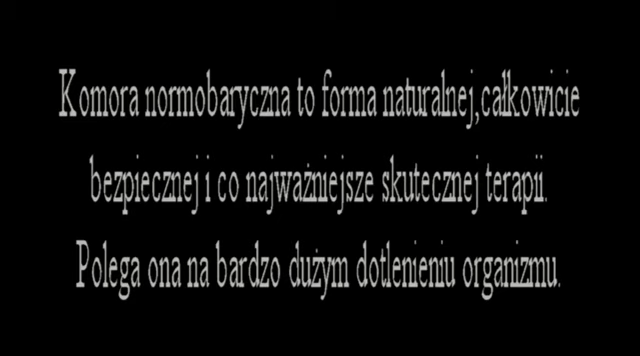 Komora normobaryczna to forma naturalnej,całkowicie
bezpiecznej i co najważniejsze skutecznej terapii.
Polega ona na bardzo dużym dotlenieniu organizmu.